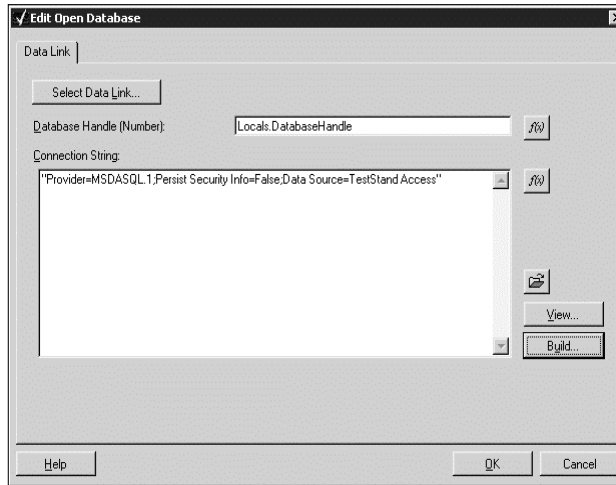 Edit Open Database
Data Link
Select Data Link...
Database Handle (Number):
Locals.DatabaseHandle
f(x)
Connection String:
"Provider=MSDASQL.1;Persist Security Info=False;Data Source=TestStand Access"
f(x)
View...
Build...
Help
OK
Cancel